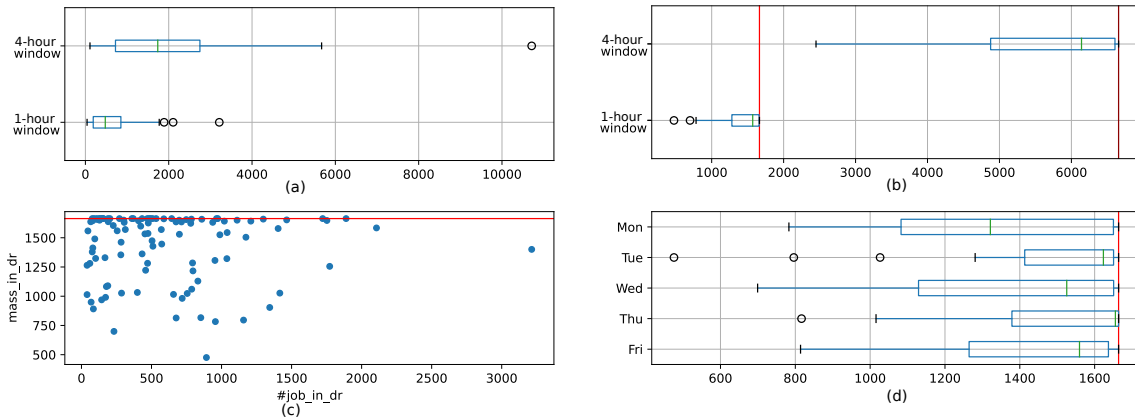 4-hour
window
1-hour
window
0 2000 4000 6000 8000 10000
(a)
4-hour
window
1-hour
window
1000 2000 3000 4000 5000 6000
(b)
mass_in_dr
1500
1250
1000
750
500
0 500 1000 1500 2000 2500 3000
#job_in_dr
(c)
Mon
Tue
Wed
Thu
Fri
600 800 1000 1200 1400 1600
(d)